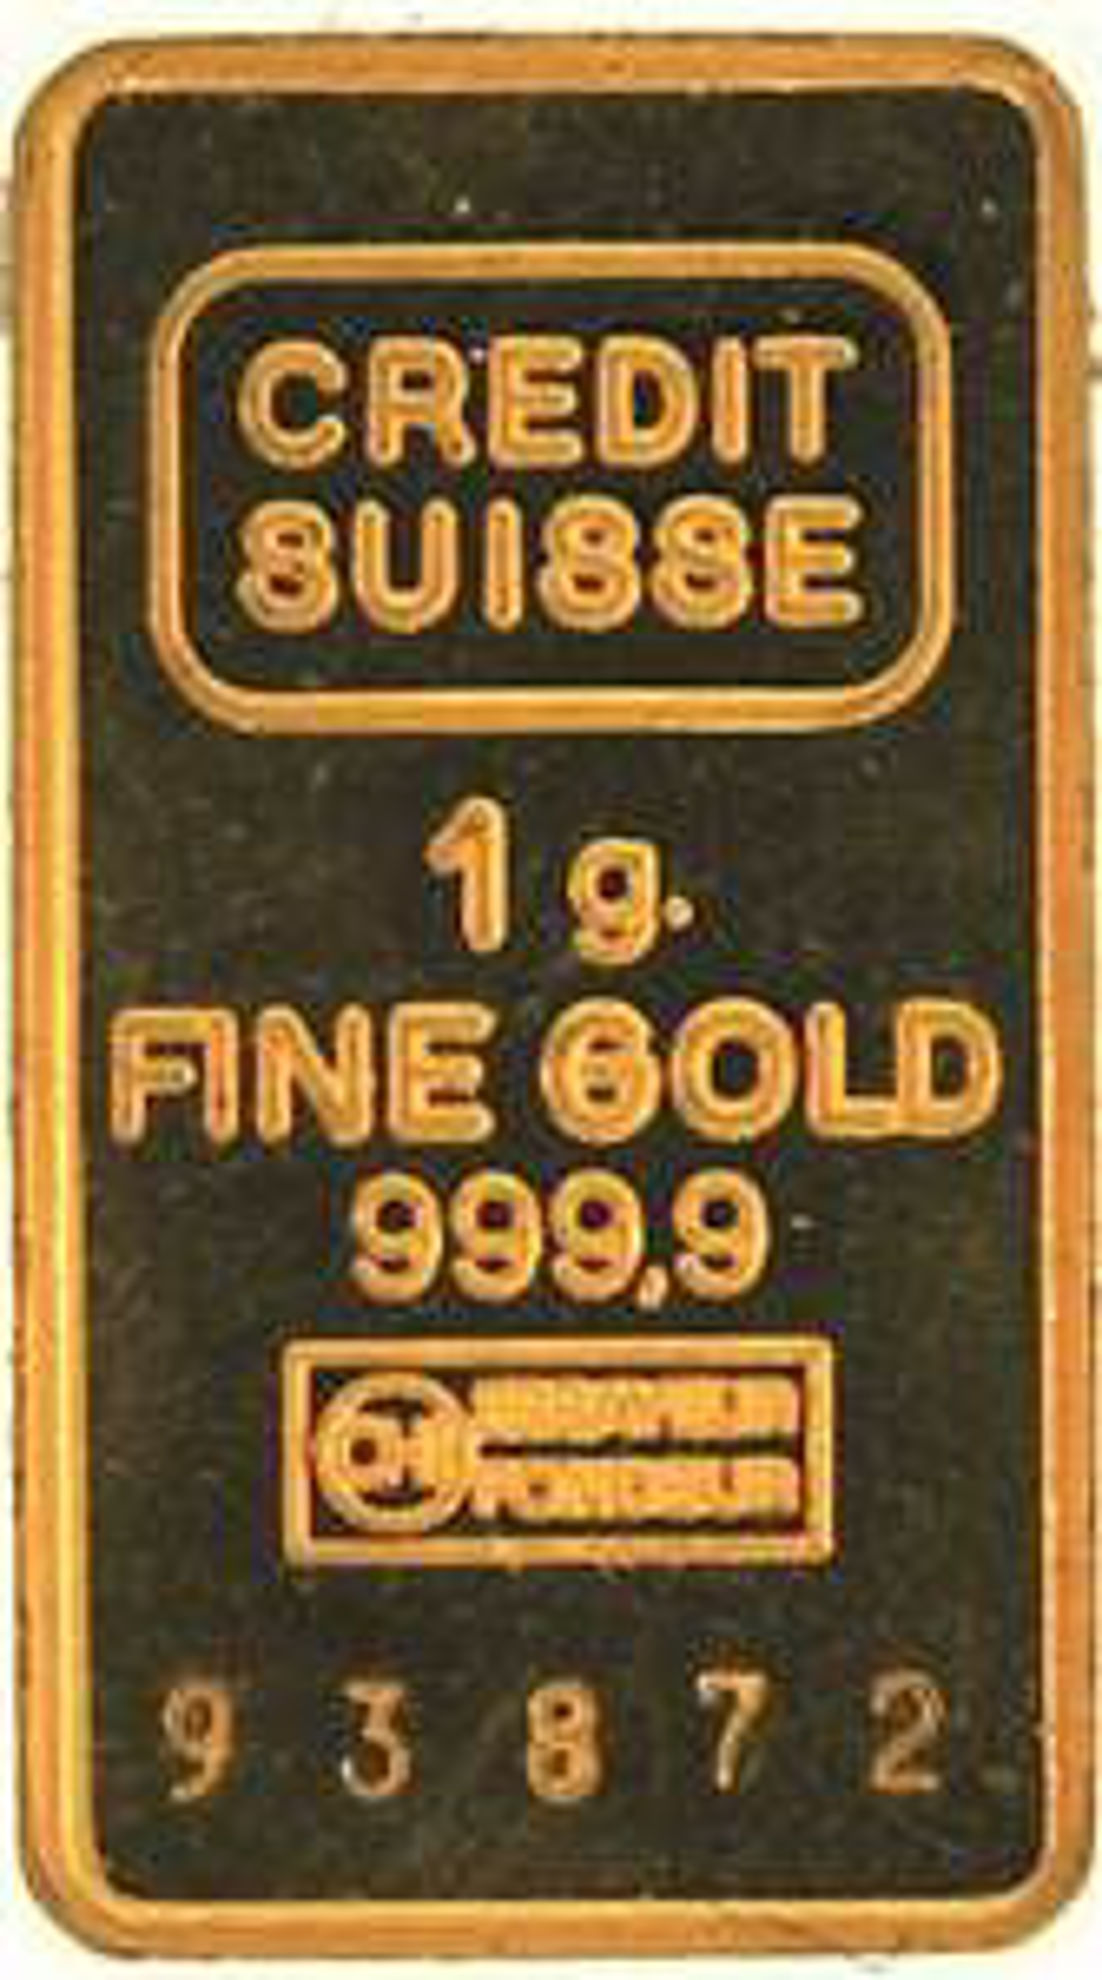 CREDIT
SUISSE
1 g.
FINE GOLD
999,9
9 3 8 7 2